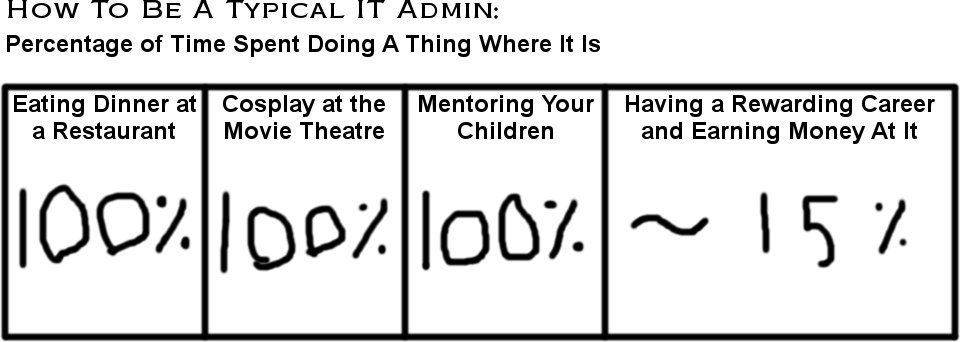 HOW TO BE A TYPICAL IT ADMIN:
Percentage of Time Spent Doing A Thing Where It Is
Eating Dinner at
a Restaurant
100%
Cosplay at the
Movie Theatre
100%
Mentoring Your
Children
100%
Having a Rewarding Career
and Earning Money At It
~ 15 %